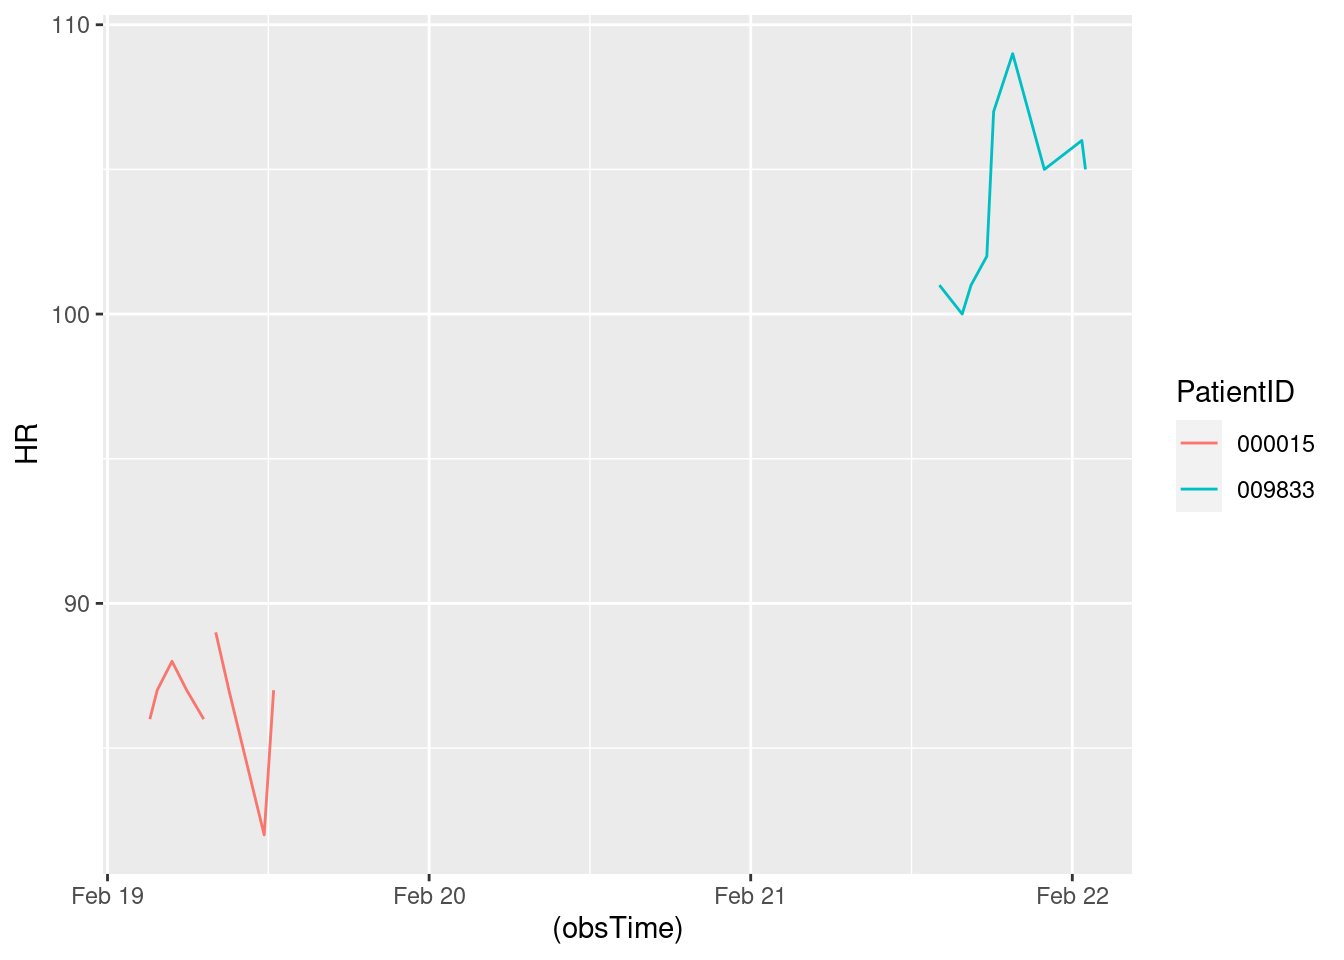 110
100
90
HR
Feb 19
Feb 20
Feb 21
Feb 22
(obsTime)
PatientID
000015
009833